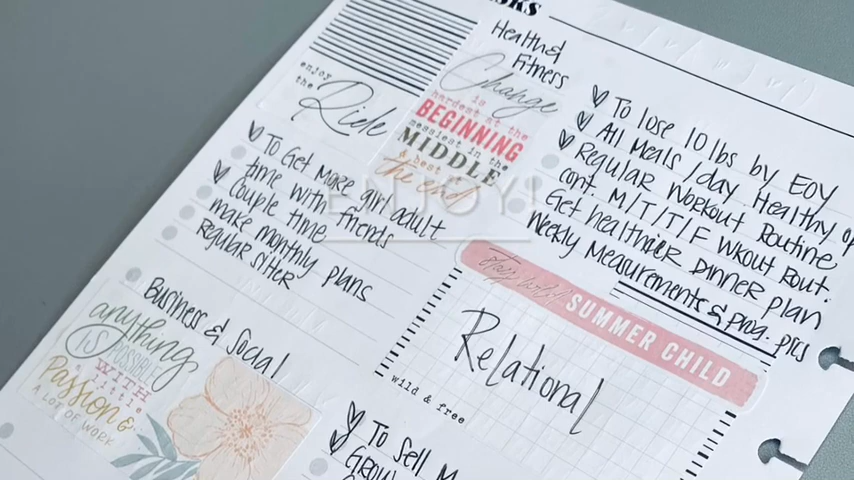 Health &
Fitness
enjoy
the
Ride
Change
is
hardest at the
BEGINNING
messiest in the
MIDDLE
& best at
the end
To lose 10 lbs by EOY
All Meals/day Healthy
Regular Workout Routine
cont. M/T/T/F Wkout Rout.
Get healthier Dinner plan
Weekly Measurements & prog. pics
To Get More girl adult
time with friends
Couple time
make monthly plans
regular sitter
ENJOY!
SUMMER CHILD
Relational
wild & free
Business & Social
anything
IS POSSIBLE
WITH
a little
Passion &
A LOT OF WORK
To Sell